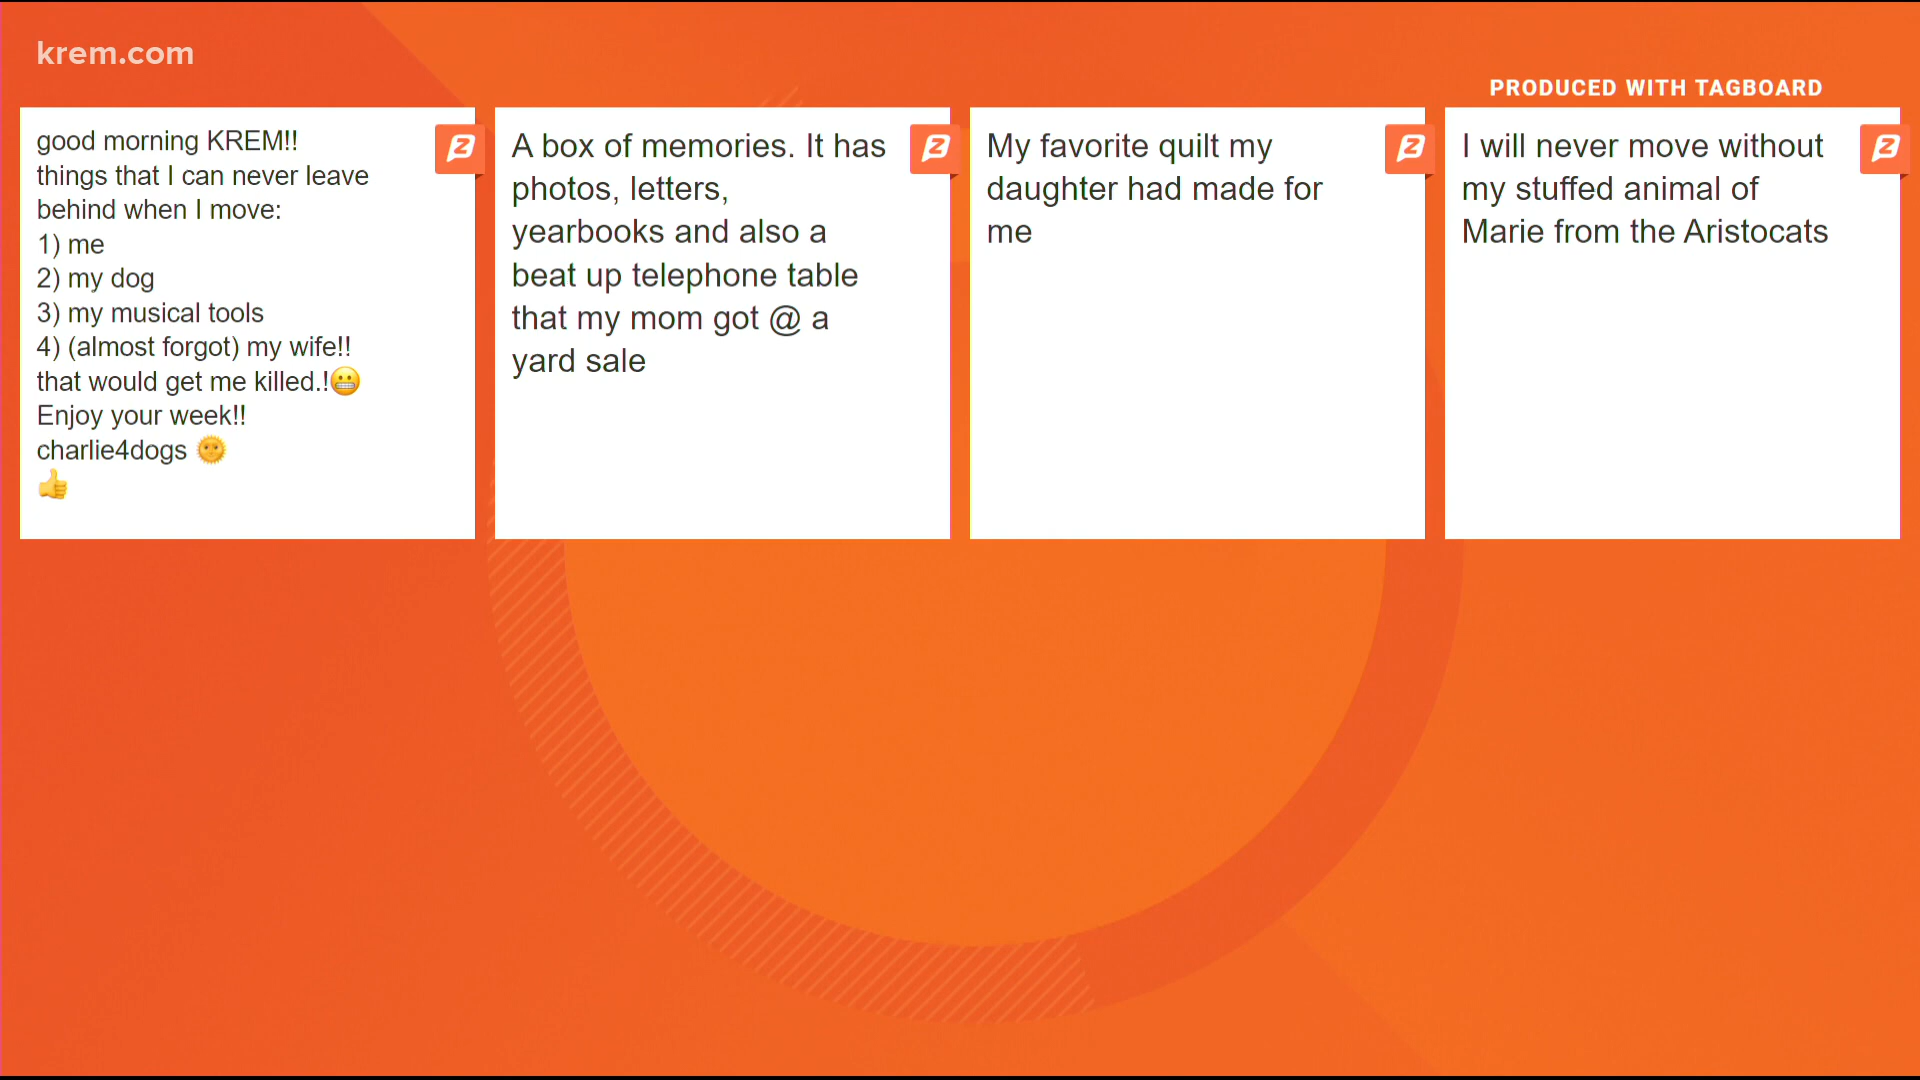 krem.com
PRODUCED WITH TAGBOARD
good morning KREM!!
things that I can never leave
behind when I move:
1) me
2) my dog
3) my musical tools
4) (almost forgot) my wife!!
that would get me killed.!😬
Enjoy your week!!
charlie4dogs 🌞
👍
A box of memories. It has
photos, letters,
yearbooks and also a
beat up telephone table
that my mom got @ a
yard sale
My favorite quilt my
daughter had made for
me
I will never move without
my stuffed animal of
Marie from the Aristocats